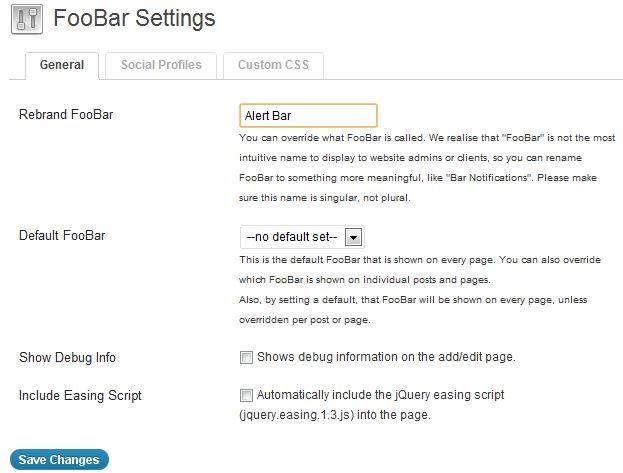 FooBar Settings
General Social Profiles Custom CSS
Rebrand FooBar
Alert Bar
You can override what FooBar is called. We realise that "FooBar" is not the most
intuitive name to display to website admins or clients, so you can rename
FooBar to something more meaningful, like "Bar Notifications". Please make
sure this name is singular, not plural.
Default FooBar
--no default set--
This is the default FooBar that is shown on every page. You can also override
which FooBar is shown on individual posts and pages.
Also, by setting a default, that FooBar will be shown on every page, unless
overridden per post or page.
Show Debug Info
Shows debug information on the add/edit page.
Include Easing Script
Automatically include the jQuery easing script
(jquery.easing.1.3.js) into the page.
Save Changes